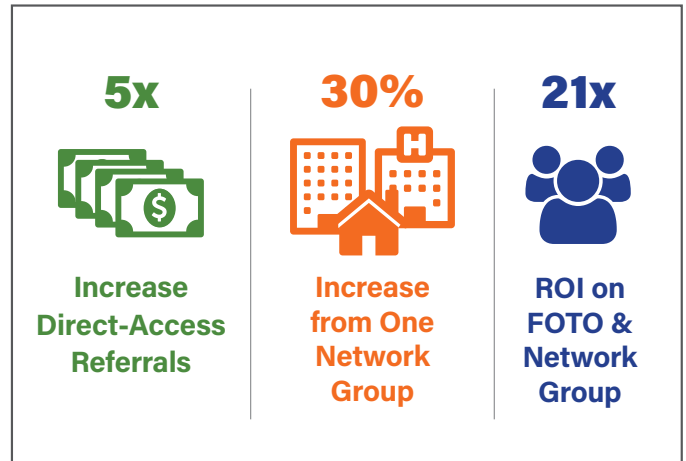 5x
Increase
Direct-Access
Referrals
30%
H
Increase
from One
Network
Group
21x
$
ROI on
FOTO &
Network
Group